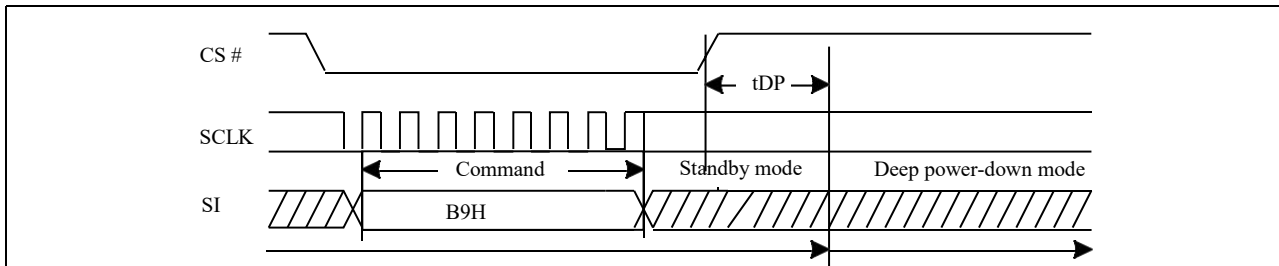 CS #
tDP
SCLK
Command
Standby mode
Deep power-down mode
SI
B9H